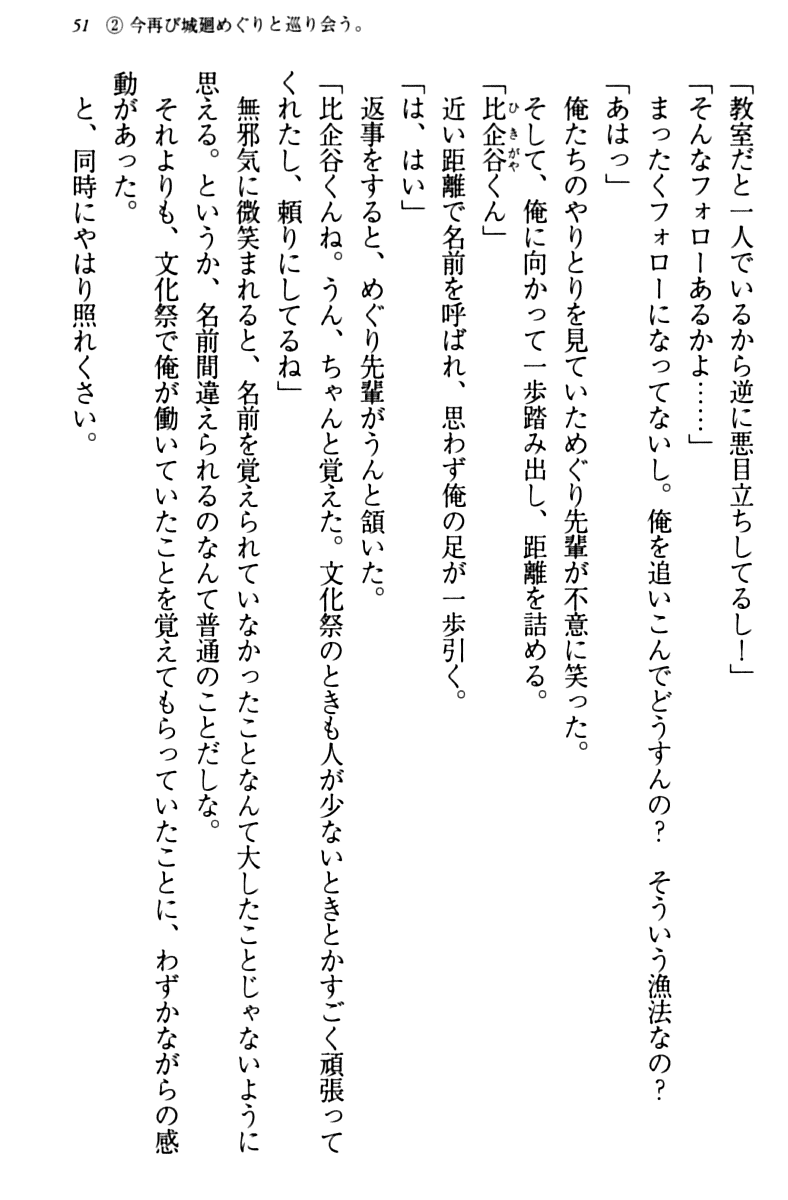 51　② 今再び城廻めぐりと巡り会う。
「教室だと一人でいるから逆に悪目立ちしてるし！」
「そんなフォローあるかよ……」
まったくフォローになってないし。俺を追いこんでどうすんの？　そういう漁法なの？
「あはっ」
俺たちのやりとりを見ていためぐり先輩が不意に笑った。
そして、俺に向かって一歩踏み出し、距離を詰める。
「比企谷くん」
ひきがや
近い距離で名前を呼ばれ、思わず俺の足が一歩引く。
「は、はい」
返事をすると、めぐり先輩がうんと頷いた。
「比企谷くんね。うん、ちゃんと覚えた。文化祭のときも人が少ないときとかすごく頑張って
くれたし、頼りにしてるね」
無邪気に微笑まれると、名前を覚えられていなかったことなんて大したことじゃないように
思える。というか、名前間違えられるのなんて普通のことだしな。
それよりも、文化祭で俺が働いていたことを覚えてもらっていたことに、わずかながらの感
動があった。
と、同時にやはり照れくさい。